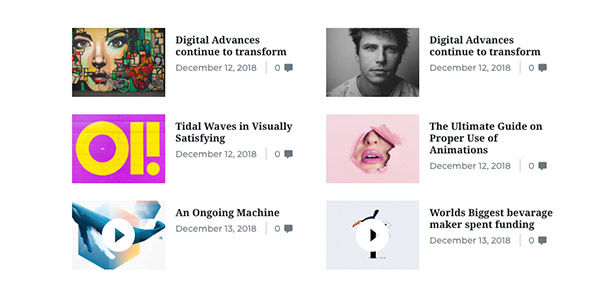 Digital Advances
continue to transform
December 12, 2018
0
OI!
Tidal Waves in Visually
Satisfying
December 12, 2018
0
An Ongoing Machine
December 13, 2018
0
Digital Advances
continue to transform
December 12, 2018
0
The Ultimate Guide on
Proper Use of
Animations
December 12, 2018
0
Worlds Biggest bevarage
maker spent funding
December 13, 2018
0